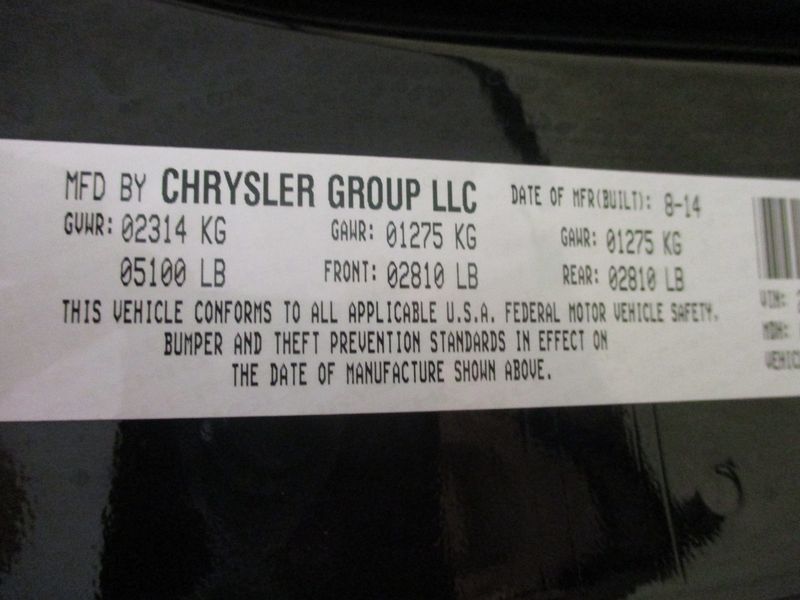 MFD BY CHRYSLER GROUP LLC DATE OF MFR(BUILT): 8-14
GVWR: 02314 KG GAWR: 01275 KG GAWR: 01275 KG
05100 LB FRONT: 02810 LB REAR: 02810 LB
THIS VEHICLE CONFORMS TO ALL APPLICABLE U.S.A. FEDERAL MOTOR VEHICLE SAFETY,
BUMPER AND THEFT PREVENTION STANDARDS IN EFFECT ON
THE DATE OF MANUFACTURE SHOWN ABOVE.
VIN:
MDH: